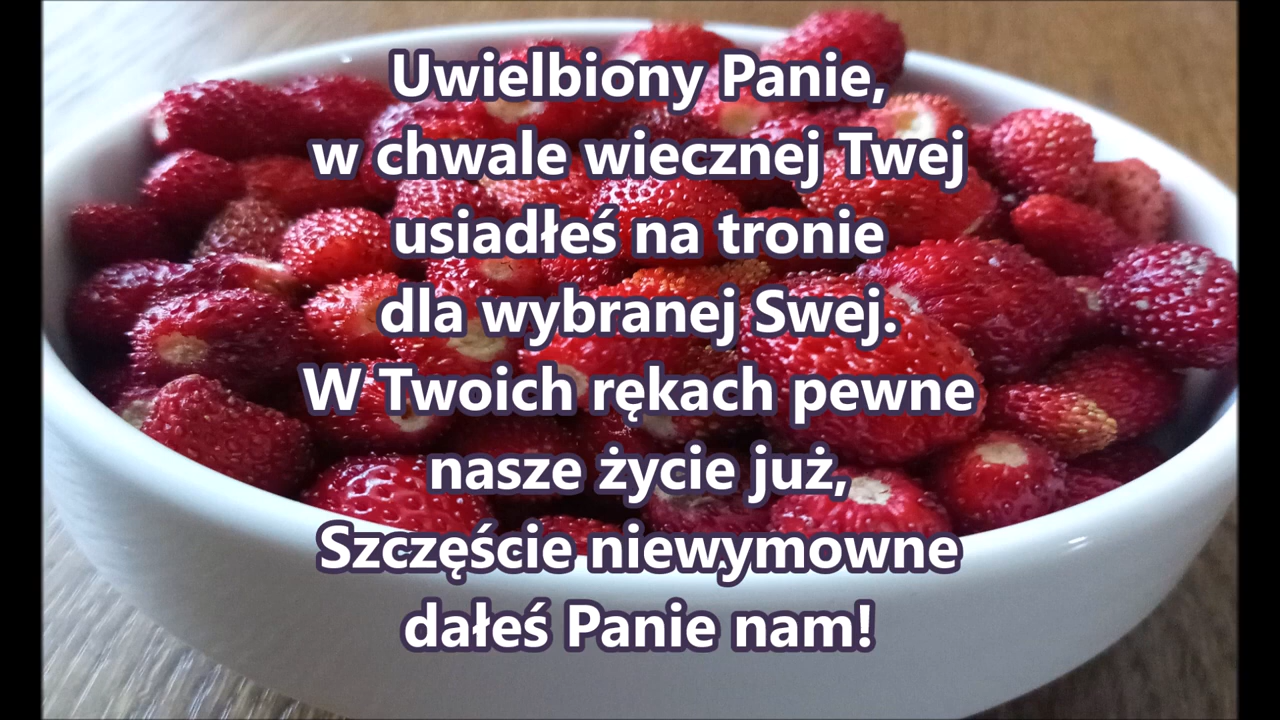 Uwielbiony Panie,
w chwale wiecznej Twej
usiadłeś na tronie
dla wybranej Swej.
W Twoich rękach pewne
nasze życie już,
Szczęście niewymowne
dałeś Panie nam!